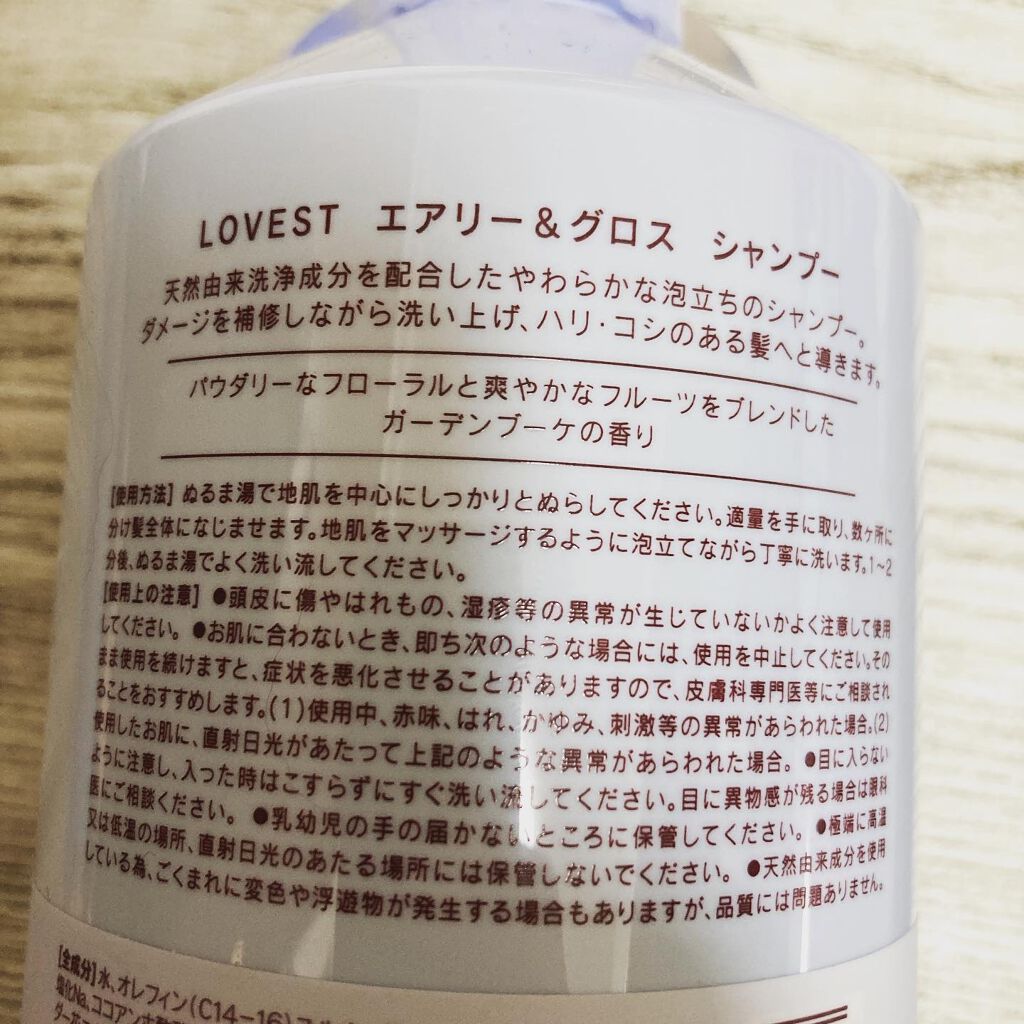 LOVEST エアリー＆グロス シャンプー
天然由来洗浄成分を配合したやわらかな泡立ちのシャンプー。
ダメージを補修しながら洗い上げ、ハリ・コシのある髪へと導きます。
パウダリーなフローラルと爽やかなフルーツをブレンドした
ガーデンブーケの香り
[使用方法] ぬるま湯で地肌を中心にしっかりとぬらしてください。適量を手に取り、数ヶ所に
分け髪全体になじませます。地肌をマッサージするように泡立てながら丁寧に洗います。1〜2
分後、ぬるま湯でよく洗い流してください。
[使用上の注意] ●頭皮に傷やはれもの、湿疹等の異常が生じていないかよく注意して使用
してください。 ●お肌に合わないとき、即ち次のような場合には、使用を中止してください。その
まま使用を続けますと、症状を悪化させることがありますので、皮膚科専門医等にご相談され
ることをおすすめします。(1)使用中、赤味、はれ、かゆみ、刺激等の異常があらわれた場合。(2)
使用したお肌に、直射日光があたって上記のような異常があらわれた場合。 ●目に入らない
ように注意し、入った時はこすらずにすぐ洗い流してください。目に異物感が残る場合は眼科
医にご相談ください。 ●乳幼児の手の届かないところに保管してください。 ●極端に高温
又は低温の場所、直射日光のあたる場所には保管しないでください。 ●天然由来成分を使用
している為、ごくまれに変色や浮遊物が発生する場合もありますが、品質には問題ありません。
[全成分] 水、オレフィン(C14-16)
塩化Na、ココアン